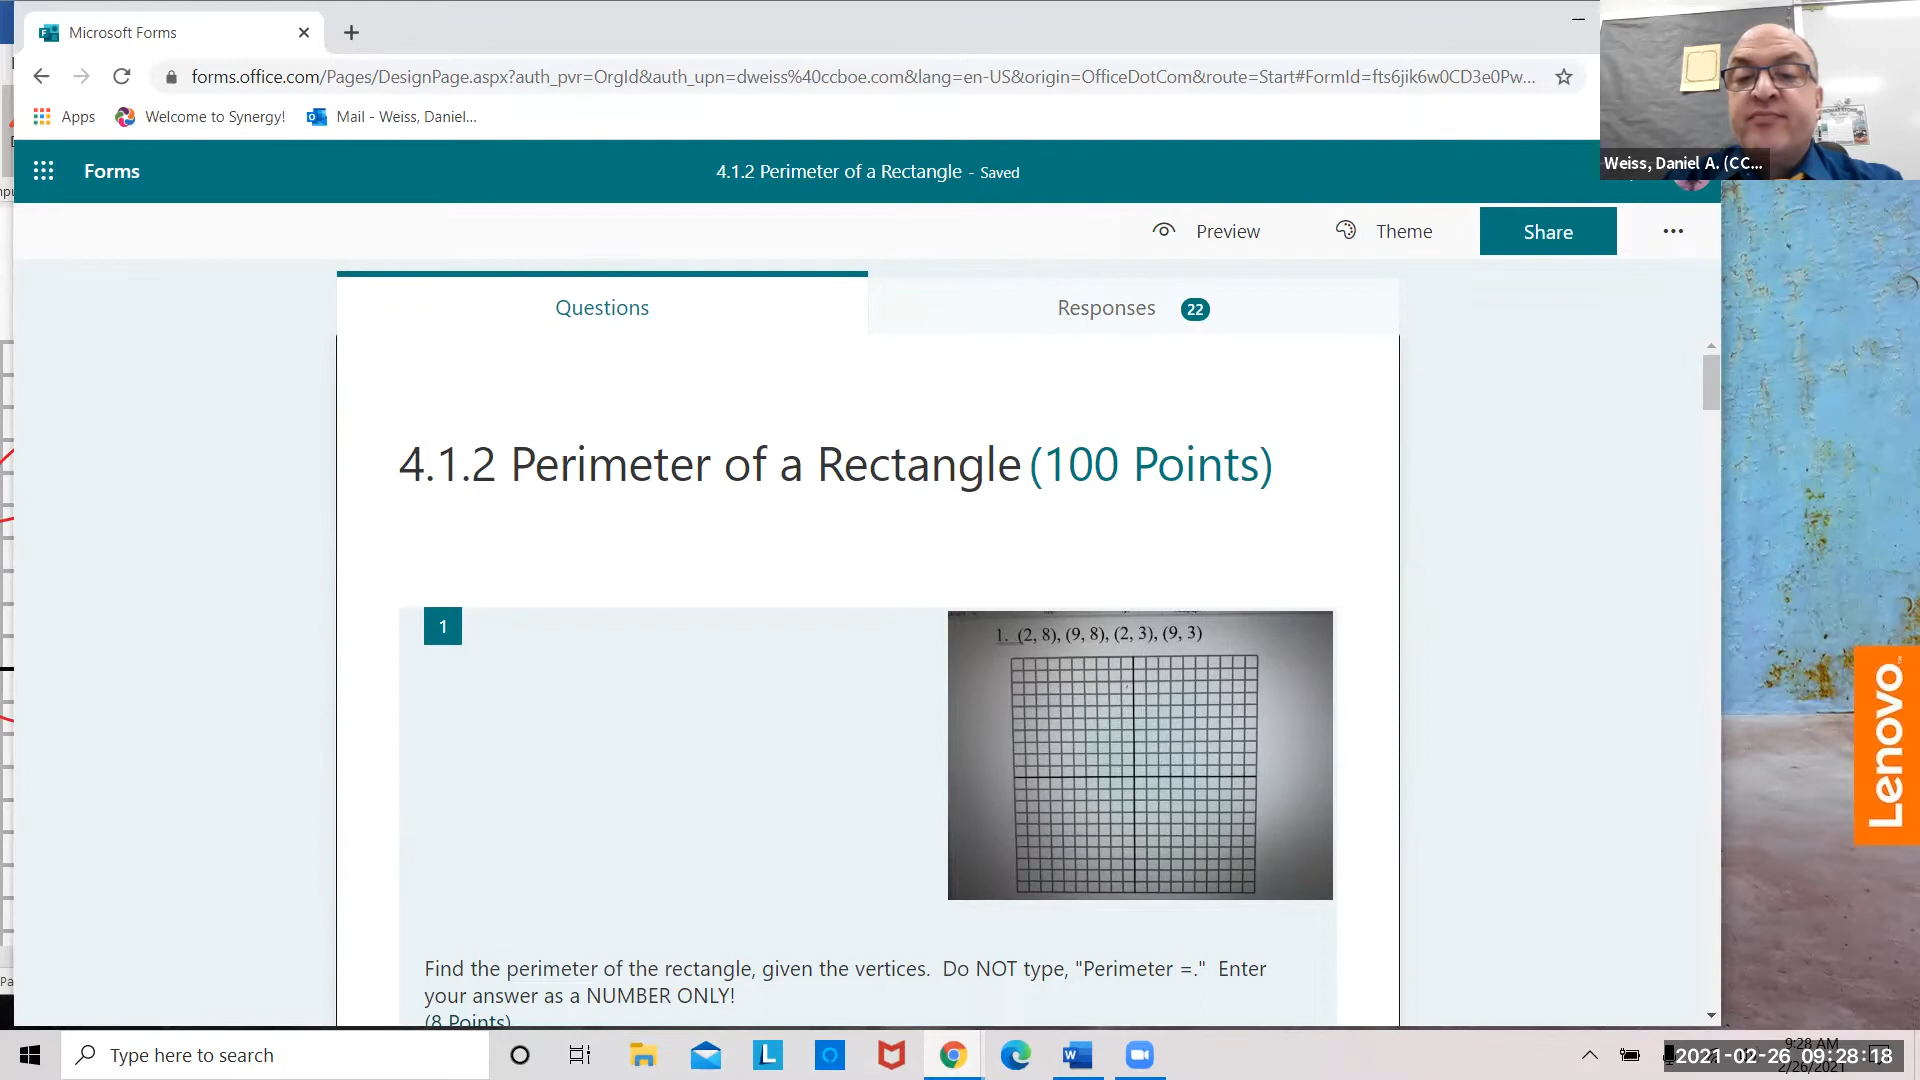 Microsoft Forms
forms.office.com/Pages/DesignPage.aspx?auth_pvr=OrgId&auth_upn=dweiss%40ccboe.com&lang=en-US&origin=OfficeDotCom&route=Start#FormId=fts6jik6w0CD3e0Pw...
Apps
Welcome to Synergy!
Mail - Weiss, Daniel...
Weiss, Daniel A. (CC...
Forms
4.1.2 Perimeter of a Rectangle - Saved
Preview
Theme
Share
Questions
Responses 22
4.1.2 Perimeter of a Rectangle (100 Points)
1
1. (2, 8), (9, 8), (2, 3), (9, 3)
Lenovo
Find the perimeter of the rectangle, given the vertices. Do NOT type, "Perimeter =." Enter
your answer as a NUMBER ONLY!
(8 Points)
Type here to search
9:28 AM
2021-02-26 09:28:18
2/26/2021